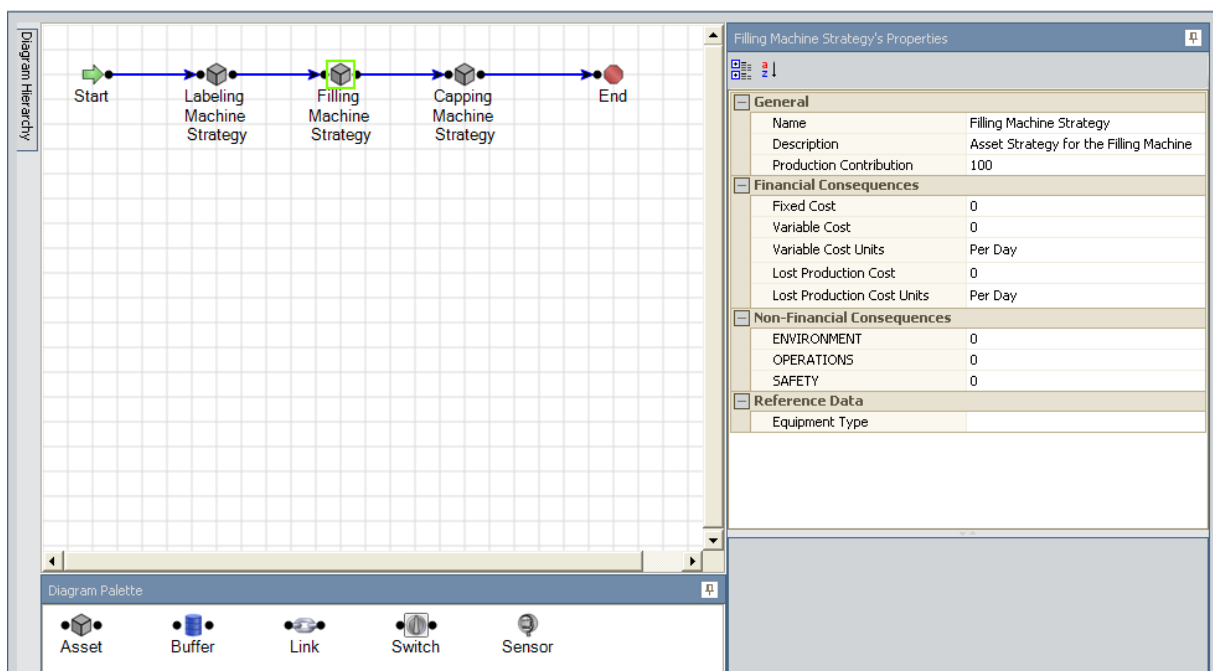 Diagram Hierarchy
Start
Labeling
Machine
Strategy
Filling
Machine
Strategy
Capping
Machine
Strategy
End
Diagram Palette
Asset
Buffer
Link
Switch
Sensor
Filling Machine Strategy's Properties
General
Name Filling Machine Strategy
Description Asset Strategy for the Filling Machine
Production Contribution 100
Financial Consequences
Fixed Cost 0
Variable Cost 0
Variable Cost Units Per Day
Lost Production Cost 0
Lost Production Cost Units Per Day
Non-Financial Consequences
ENVIRONMENT 0
OPERATIONS 0
SAFETY 0
Reference Data
Equipment Type